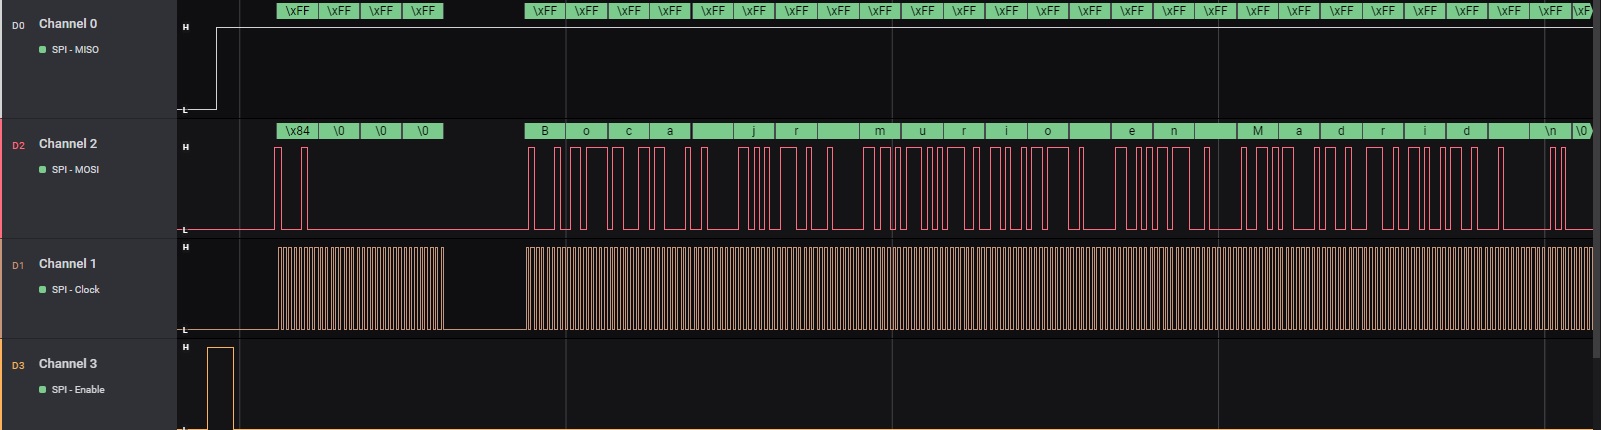 \xFF \xFF \xFF \xFF \xFF \xFF \xFF \xFF \xFF \xFF \xFF \xFF \xFF \xFF \xFF \xFF \xFF \xFF \xFF \xFF \xFF \xFF \xFF \xFF \xFF \xFF \xFF \xFF \xFF \xF
D0 Channel 0 H
SPI - MISO
L
\x84 \0 \0 \0 B o c a j r m u r i o e n M a d r i d \n \0
D2 Channel 2 H
SPI - MOSI
L
H
D1 Channel 1
SPI - Clock
L
H
D3 Channel 3
SPI - Enable
L